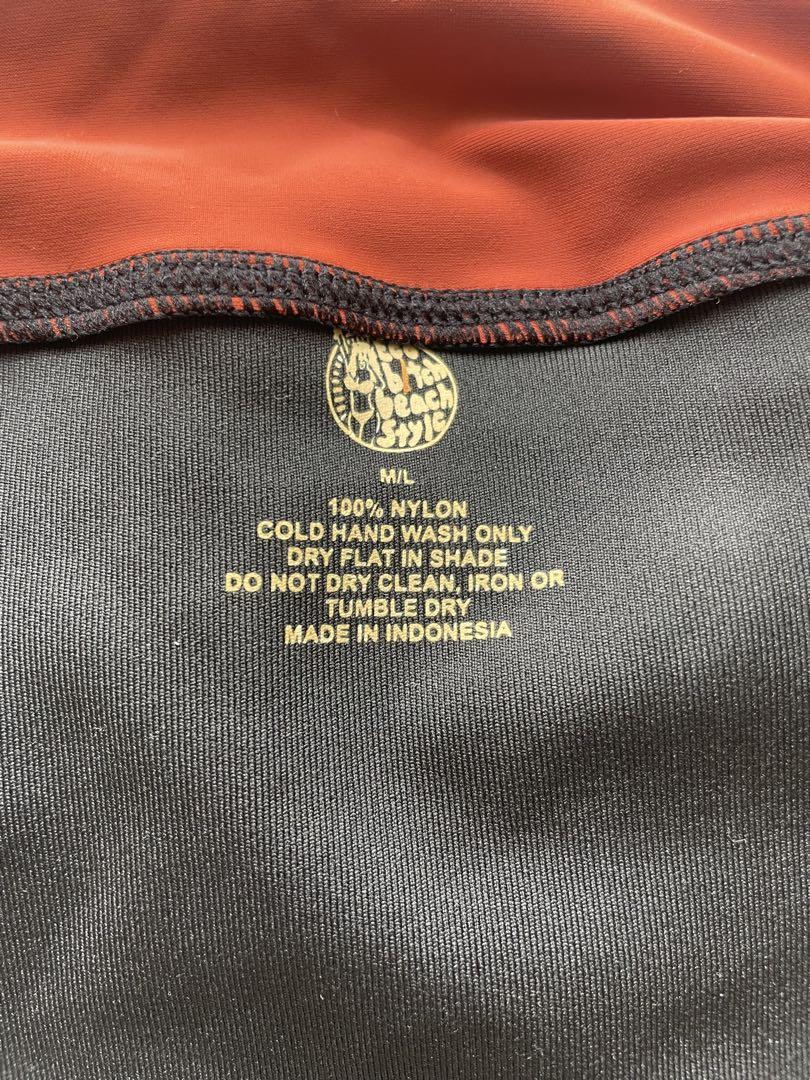 bitch
beach
style
M/L
100% NYLON
COLD HAND WASH ONLY
DRY FLAT IN SHADE
DO NOT DRY CLEAN, IRON OR
TUMBLE DRY
MADE IN INDONESIA